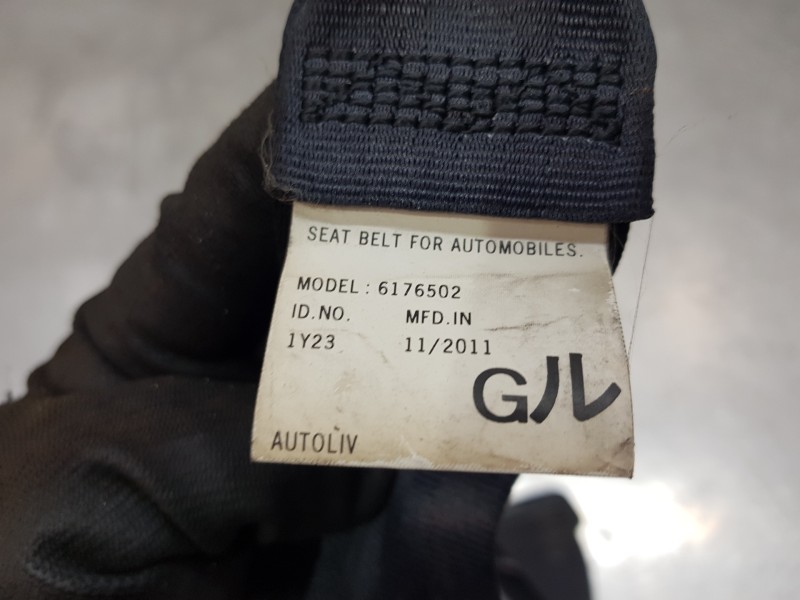 SEAT BELT FOR AUTOMOBILES.
MODEL: 6176502
ID.NO. MFD.IN
1Y23 11/2011
Gル
AUTOLIV